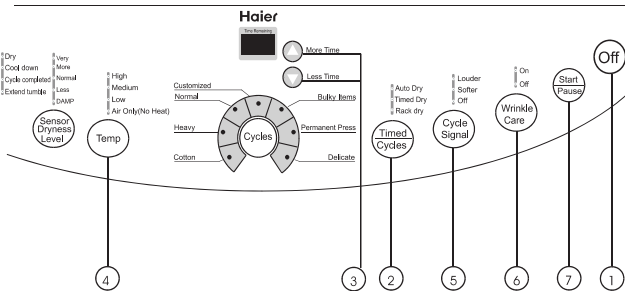 Haier
Time Remaining
More Time
Less Time
Dry
Cool down
Cycle completed
Extend tumble
Very
More
Normal
Less
DAMP
Sensor
Dryness
Level
High
Medium
Low
Air Only(No Heat)
Temp
Customized
Normal
Heavy
Cotton
Cycles
Bulky Items
Permanent Press
Delicate
Auto Dry
Timed Dry
Rack dry
Timed
Cycles
Louder
Softer
Off
Cycle
Signal
On
Off
Wrinkle
Care
Start
Pause
Off
4
3
2
5
6
7
1